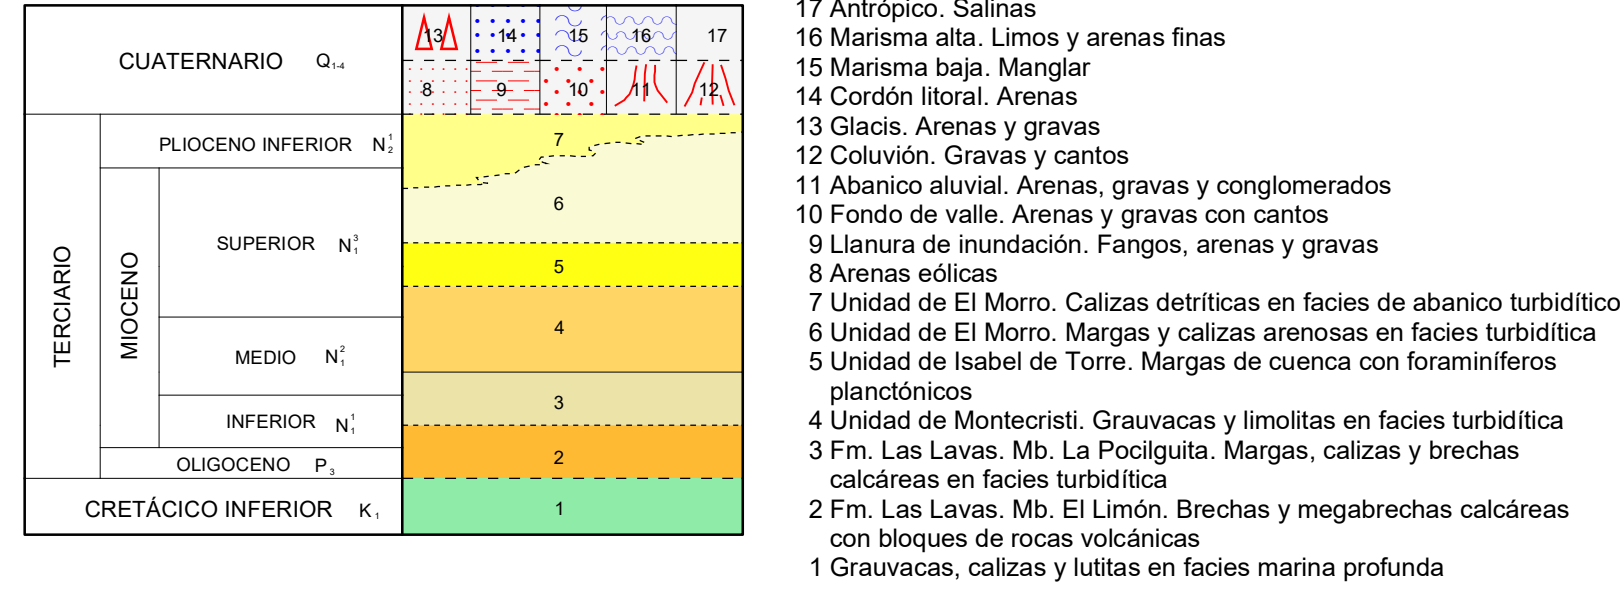 CUATERNARIO Q₁₋₄
13 14 15 16 17
8 9 10 11 12
TERCIARIO
PLIOCENO INFERIOR N₂¹
7
MIOCENO
6
SUPERIOR N₁³
5
4
MEDIO N₁²
3
INFERIOR N₁¹
OLIGOCENO P₃
2
CRETÁCICO INFERIOR K₁
1
17 Antrópico. Salinas
16 Marisma alta. Limos y arenas finas
15 Marisma baja. Manglar
14 Cordón litoral. Arenas
13 Glacis. Arenas y gravas
12 Coluvión. Gravas y cantos
11 Abanico aluvial. Arenas, gravas y conglomerados
10 Fondo de valle. Arenas y gravas con cantos
9 Llanura de inundación. Fangos, arenas y gravas
8 Arenas eólicas
7 Unidad de El Morro. Calizas detríticas en facies de abanico turbidítico
6 Unidad de El Morro. Margas y calizas arenosas en facies turbidítica
5 Unidad de Isabel de Torre. Margas de cuenca con foraminíferos
planctónicos
4 Unidad de Montecristi. Grauvacas y limolitas en facies turbidítica
3 Fm. Las Lavas. Mb. La Pocilguita. Margas, calizas y brechas
calcáreas en facies turbidítica
2 Fm. Las Lavas. Mb. El Limón. Brechas y megabrechas calcáreas
con bloques de rocas volcánicas
1 Grauvacas, calizas y lutitas en facies marina profunda